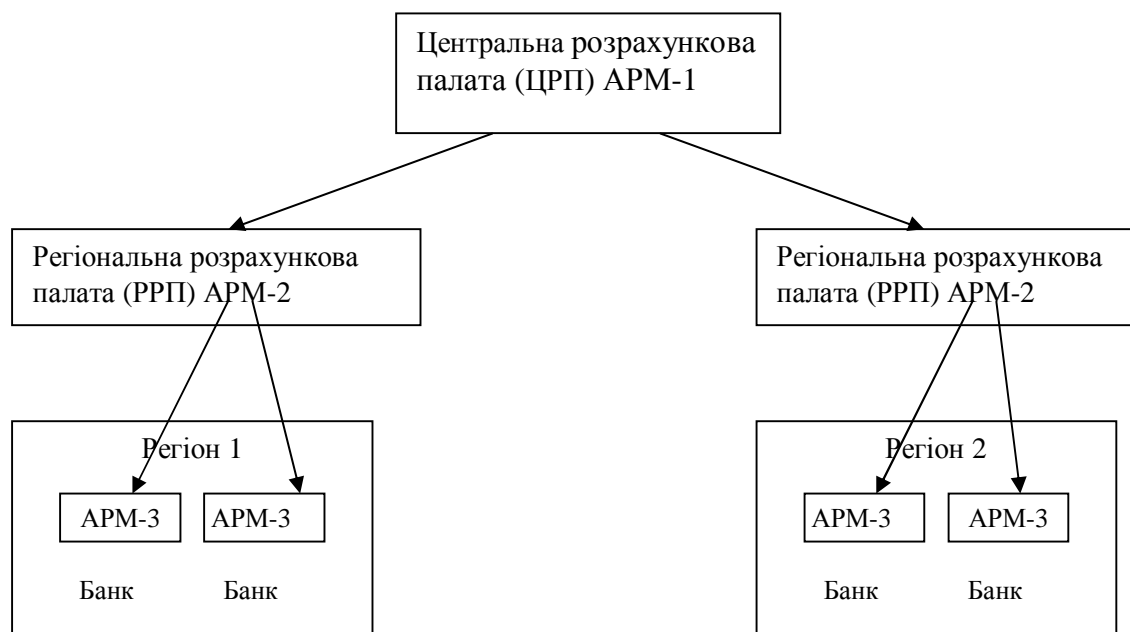 Центральна розрахункова
палата (ЦРП) АРМ-1
Регіональна розрахункова
палата (РРП) АРМ-2
Регіональна розрахункова
палата (РРП) АРМ-2
Регіон 1
АРМ-3
АРМ-3
Банк
Банк
Регіон 2
АРМ-3
АРМ-3
Банк
Банк